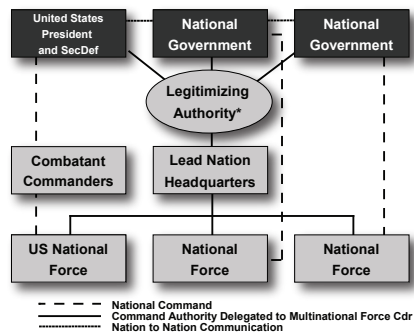 United States
President
and SecDef
National
Government
National
Government
Legitimizing
Authority*
Combatant
Commanders
Lead Nation
Headquarters
US National
Force
National
Force
National
Force
National Command
Command Authority Delegated to Multinational Force Cdr
Nation to Nation Communication